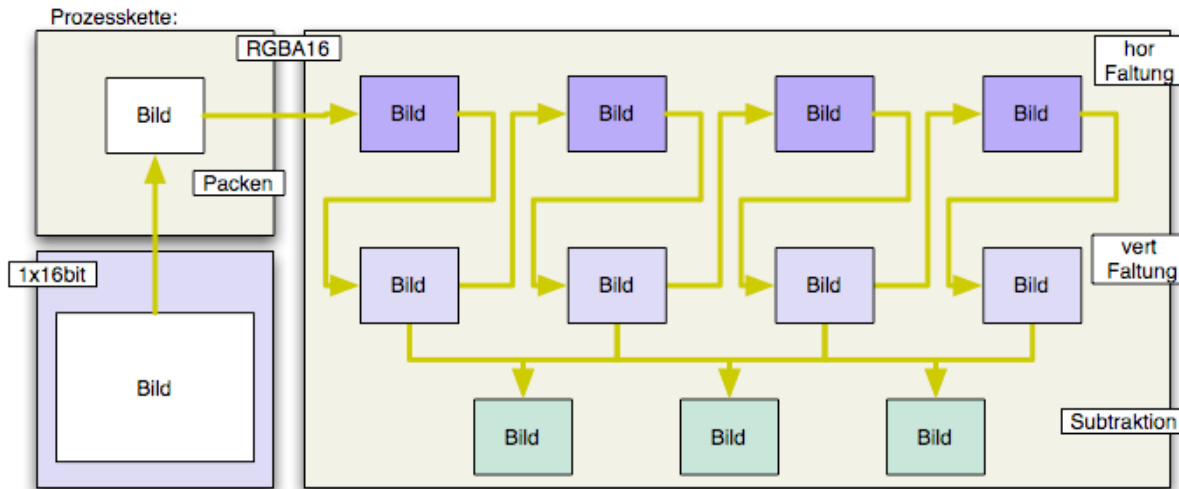 Prozesskette:
RGBA16
hor
Faltung
Bild
Bild
Bild
Bild
Bild
Packen
1x16bit
vert
Faltung
Bild
Bild
Bild
Bild
Bild
Subtraktion
Bild
Bild
Bild